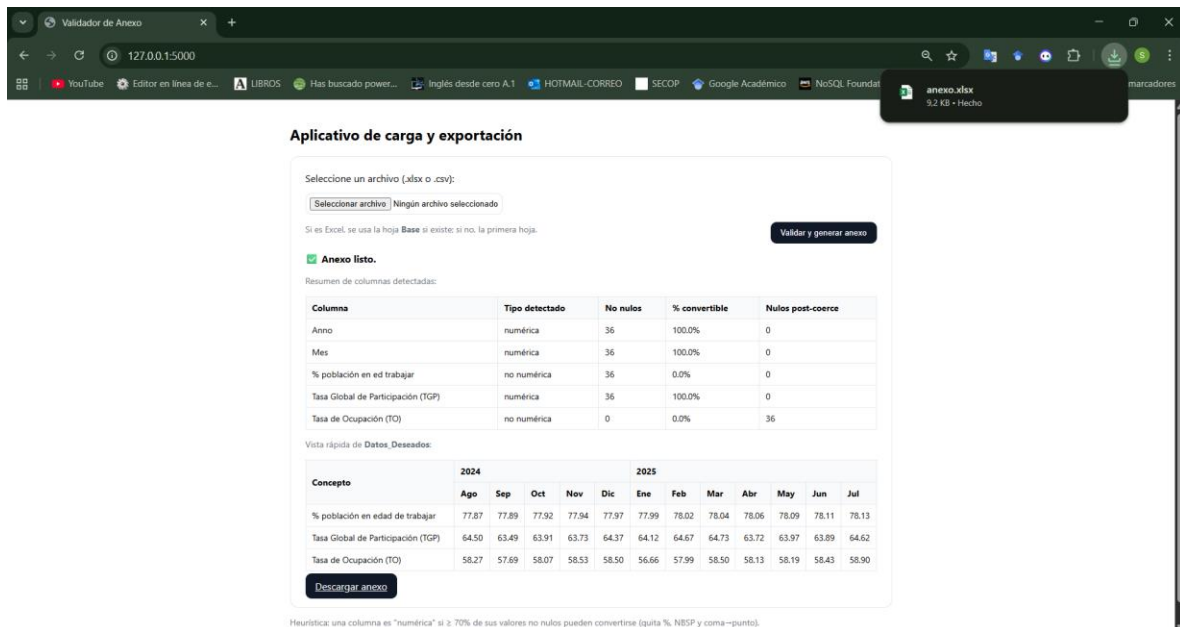 Validador de Anexo
127.0.0.1:5000
YouTube Editor en línea de e... LIBROS Has buscado power... Inglés desde cero A.1 HOTMAIL-CORREO SECOP Google Académico NoSQL Foundat marcadores
anexo.xlsx
9,2 KB • Hecho
Aplicativo de carga y exportación
Seleccione un archivo (.xlsx o .csv):
Seleccionar archivo Ningún archivo seleccionado
Si es Excel, se usa la hoja Base si existe; si no, la primera hoja.
Validar y generar anexo
Anexo listo.
Resumen de columnas detectadas:
Columna Tipo detectado No nulos % convertible Nulos post-coerce
Anno numérica 36 100.0% 0
Mes numérica 36 100.0% 0
% población en ed trabajar no numérica 36 0.0% 0
Tasa Global de Participación (TGP) numérica 36 100.0% 0
Tasa de Ocupación (TO) no numérica 0 0.0% 36
Vista rápida de Datos_Deseados:
Concepto 2024 2025
Ago Sep Oct Nov Dic Ene Feb Mar Abr May Jun Jul
% población en edad de trabajar 77.87 77.89 77.92 77.94 77.97 77.99 78.02 78.04 78.06 78.09 78.11 78.13
Tasa Global de Participación (TGP) 64.50 63.49 63.91 63.73 64.37 64.12 64.67 64.73 63.72 63.97 63.89 64.62
Tasa de Ocupación (TO) 58.27 57.69 58.07 58.53 58.50 56.66 57.99 58.50 58.13 58.19 58.43 58.90
Descargar anexo
Heurística: una columna es "numérica" si ≥ 70% de sus valores no nulos pueden convertirse (quita %, NBSP y coma→punto).